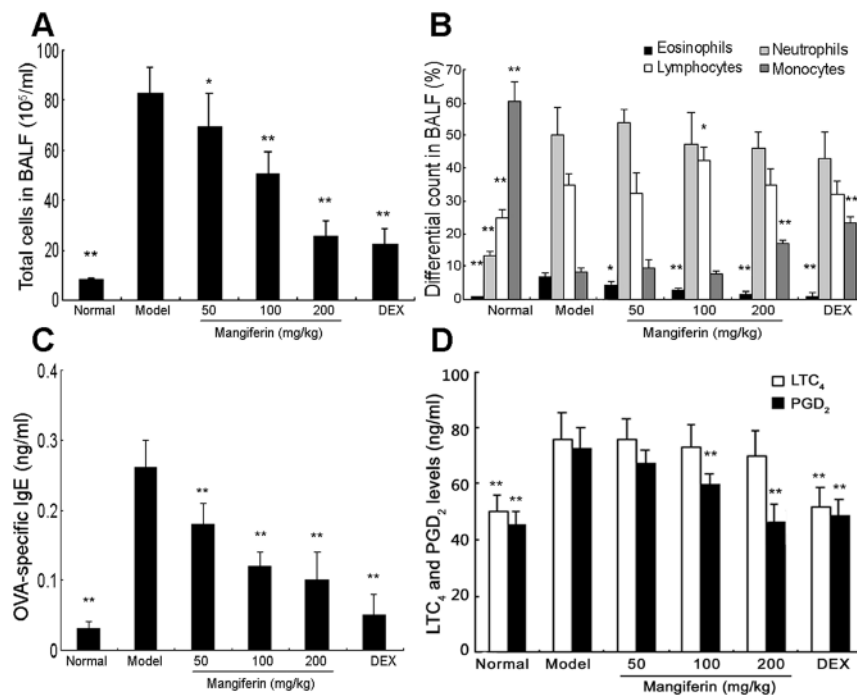 A
Total cells in BALF (10⁵/ml)
100
80
60
40
20
0
**
*
**
**
**
Normal Model 50 100 200 DEX
Mangiferin (mg/kg)
B
Eosinophils Neutrophils
Lymphocytes Monocytes
Differential count in BALF (%)
70
60
50
40
30
20
10
0
**
**
**
**
*
**
*
**
**
**
**
Normal Model 50 100 200 DEX
Mangiferin (mg/kg)
C
OVA-specific IgE (ng/ml)
0.4
0.3
0.2
0.1
0
**
**
**
**
**
Normal Model 50 100 200 DEX
Mangiferin (mg/kg)
D
LTC₄
PGD₂
LTC₄ and PGD₂ levels (ng/ml)
100
80
60
40
20
0
** **
**
**
** **
Normal Model 50 100 200 DEX
Mangiferin (mg/kg)